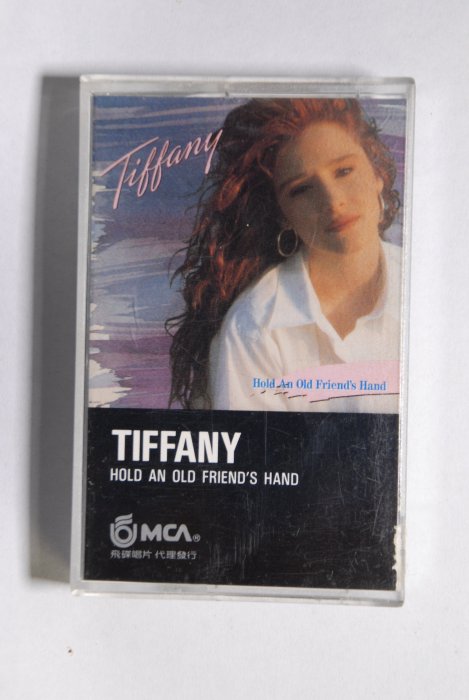 Tiffany
Hold An Old Friend's Hand
TIFFANY
HOLD AN OLD FRIEND'S HAND
MCA®
飛碟唱片 代理發行